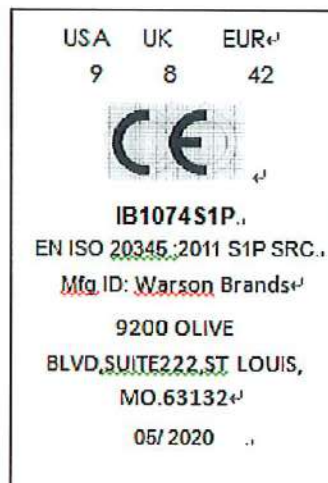 USA UK EUR
9 8 42
CE
IB1074S1P
EN ISO 20345 :2011 S1P SRC
Mfg ID: Warson Brands
9200 OLIVE
BLVD,SUITE222,ST LOUIS,
MO.63132
05/ 2020